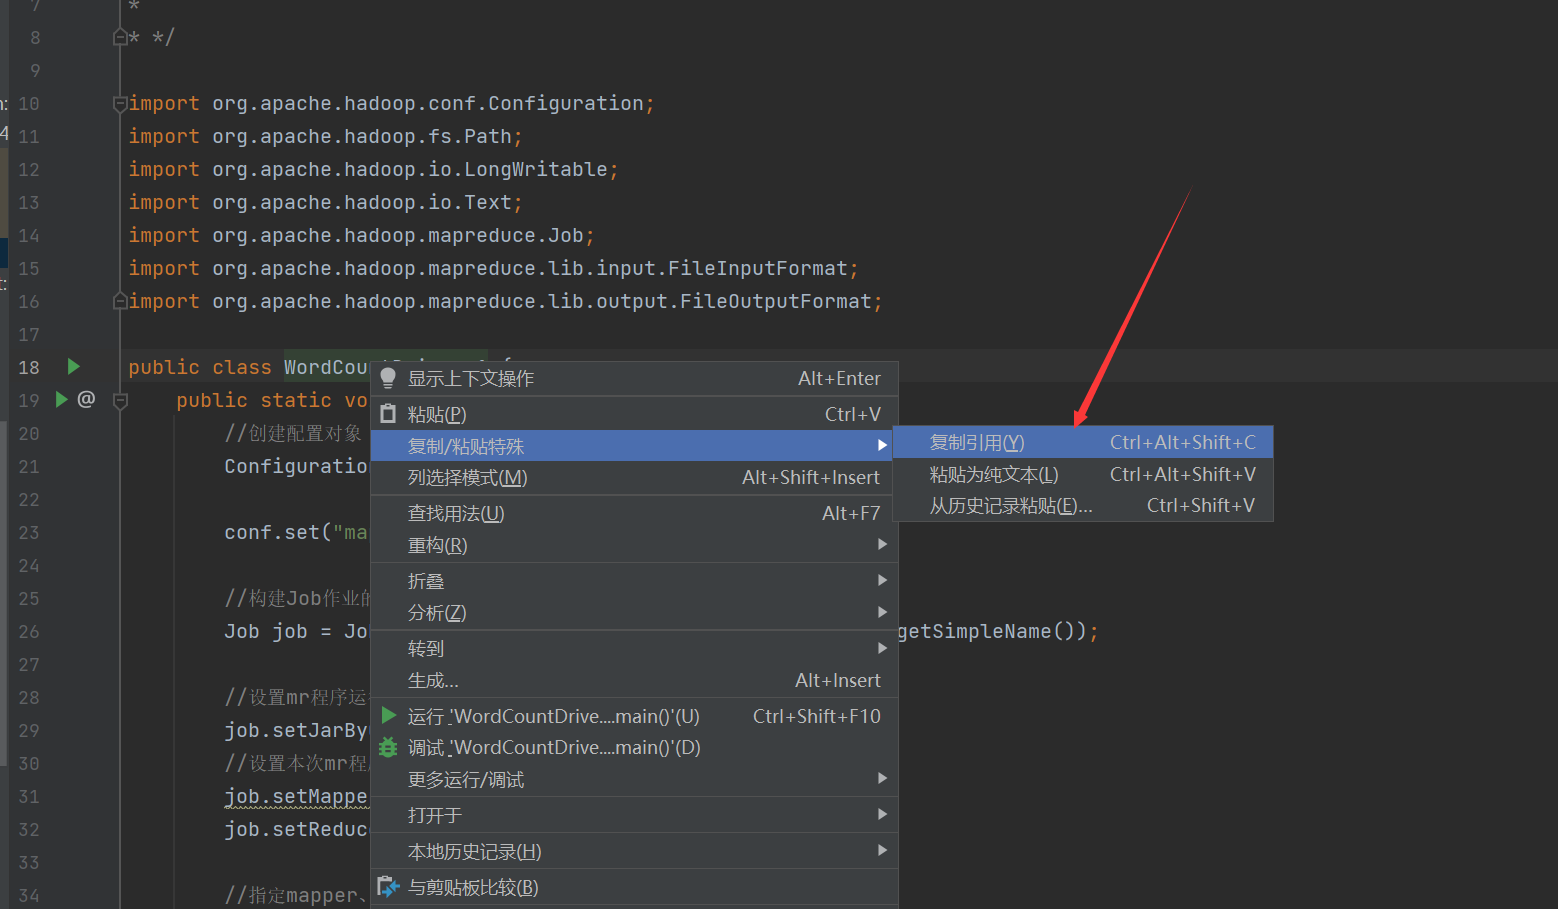 7 *
8 * */
9
10 import org.apache.hadoop.conf.Configuration;
11 import org.apache.hadoop.fs.Path;
12 import org.apache.hadoop.io.LongWritable;
13 import org.apache.hadoop.io.Text;
14 import org.apache.hadoop.mapreduce.Job;
15 import org.apache.hadoop.mapreduce.lib.input.FileInputFormat;
16 import org.apache.hadoop.mapreduce.lib.output.FileOutputFormat;
17
18 public class WordCou
19 @ public static vo
20 //创建配置对象
21 Configuratio
22
23 conf.set("ma
24
25 //构建Job作业的
26 Job job = Jo getSimpleName());
27
28 //设置mr程序运
29 job.setJarBy
30 //设置本次mr程
31 job.setMappe
32 job.setReduc
33
34 //指定mapper、
显示上下文操作 Alt+Enter
粘贴(P) Ctrl+V
复制/粘贴特殊
列选择模式(M) Alt+Shift+Insert
查找用法(U) Alt+F7
重构(R)
折叠
分析(Z)
转到
生成... Alt+Insert
运行 'WordCountDrive....main()'(U) Ctrl+Shift+F10
调试 'WordCountDrive....main()'(D)
更多运行/调试
打开于
本地历史记录(H)
与剪贴板比较(B)
复制引用(Y) Ctrl+Alt+Shift+C
粘贴为纯文本(L) Ctrl+Alt+Shift+V
从历史记录粘贴(E)... Ctrl+Shift+V